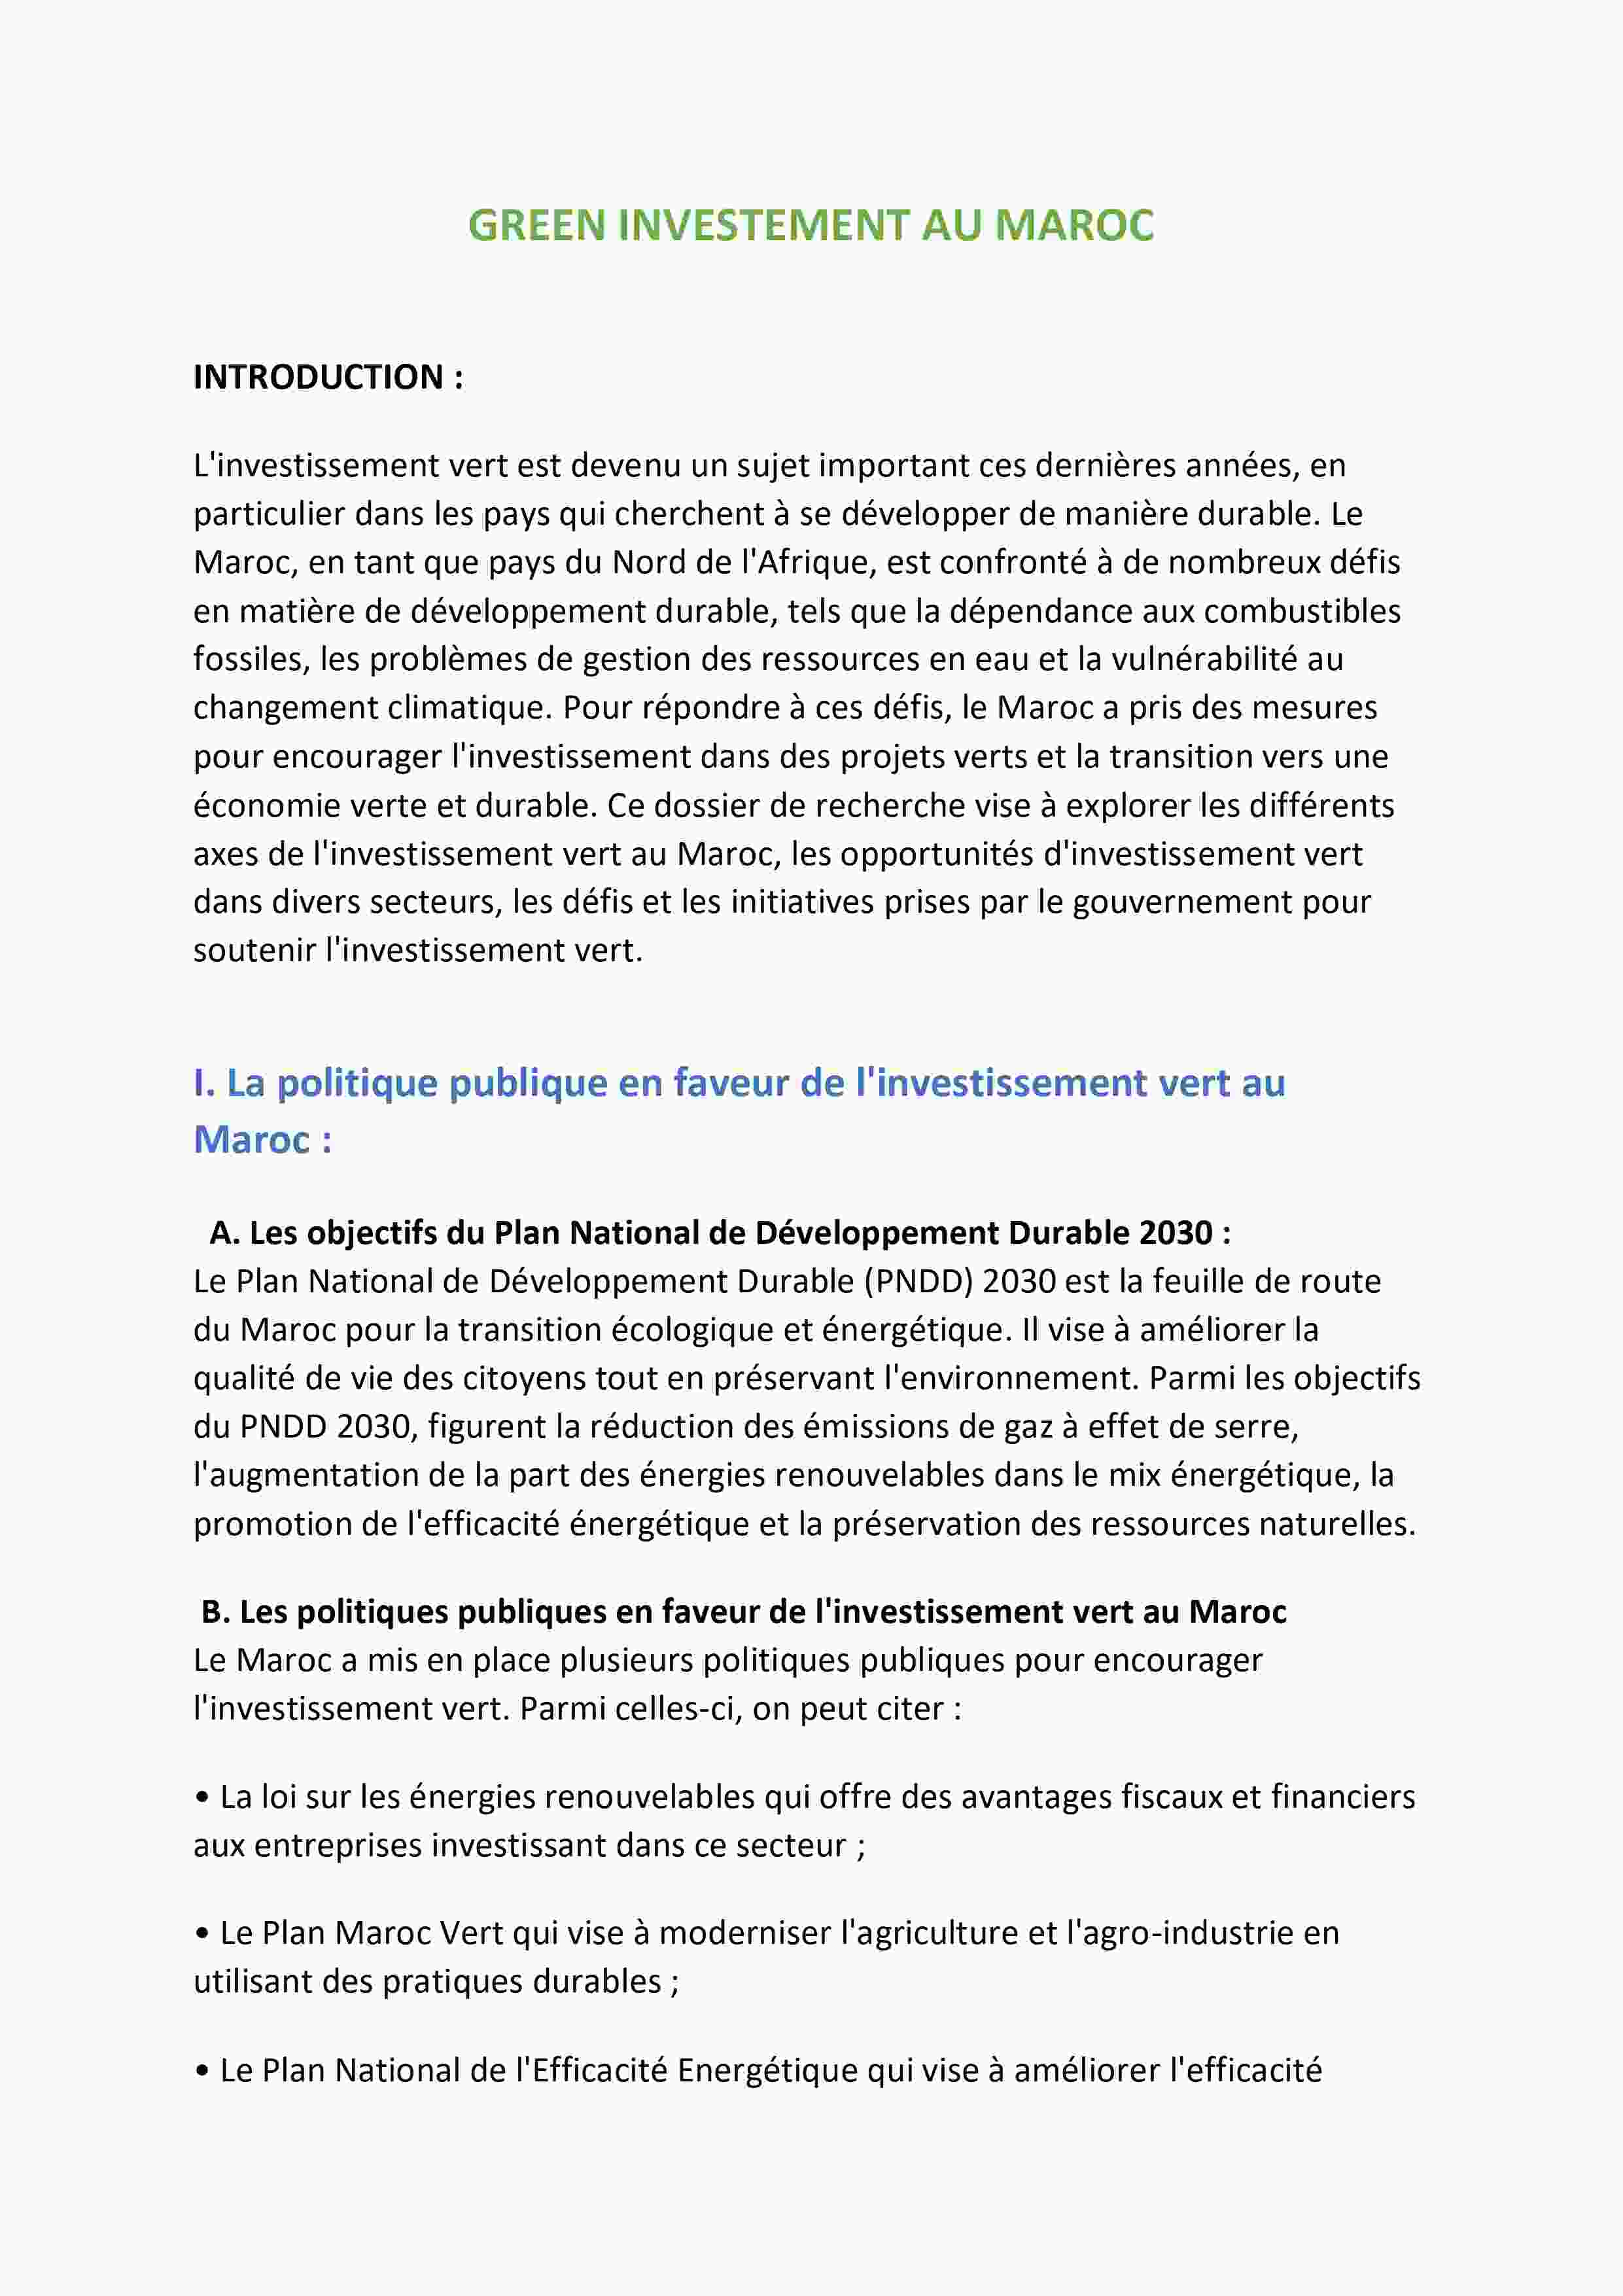 GREEN INVESTEMENT AU MAROC
INTRODUCTION :
L'investissement vert est devenu un sujet important ces dernières années, en
particulier dans les pays qui cherchent à se développer de manière durable. Le
Maroc, en tant que pays du Nord de l'Afrique, est confronté à de nombreux défis
en matière de développement durable, tels que la dépendance aux combustibles
fossiles, les problèmes de gestion des ressources en eau et la vulnérabilité au
changement climatique. Pour répondre à ces défis, le Maroc a pris des mesures
pour encourager l'investissement dans des projets verts et la transition vers une
économie verte et durable. Ce dossier de recherche vise à explorer les différents
axes de l'investissement vert au Maroc, les opportunités d'investissement vert
dans divers secteurs, les défis et les initiatives prises par le gouvernement pour
soutenir l'investissement vert.
I. La politique publique en faveur de l'investissement vert au
Maroc :
A. Les objectifs du Plan National de Développement Durable 2030 :
Le Plan National de Développement Durable (PNDD) 2030 est la feuille de route
du Maroc pour la transition écologique et énergétique. Il vise à améliorer la
qualité de vie des citoyens tout en préservant l'environnement. Parmi les objectifs
du PNDD 2030, figurent la réduction des émissions de gaz à effet de serre,
l'augmentation de la part des énergies renouvelables dans le mix énergétique, la
promotion de l'efficacité énergétique et la préservation des ressources naturelles.
B. Les politiques publiques en faveur de l'investissement vert au Maroc
Le Maroc a mis en place plusieurs politiques publiques pour encourager
l'investissement vert. Parmi celles-ci, on peut citer :
• La loi sur les énergies renouvelables qui offre des avantages fiscaux et financiers
aux entreprises investissant dans ce secteur ;
• Le Plan Maroc Vert qui vise à moderniser l'agriculture et l'agro-industrie en
utilisant des pratiques durables ;
• Le Plan National de l'Efficacité Energétique qui vise à améliorer l'efficacité